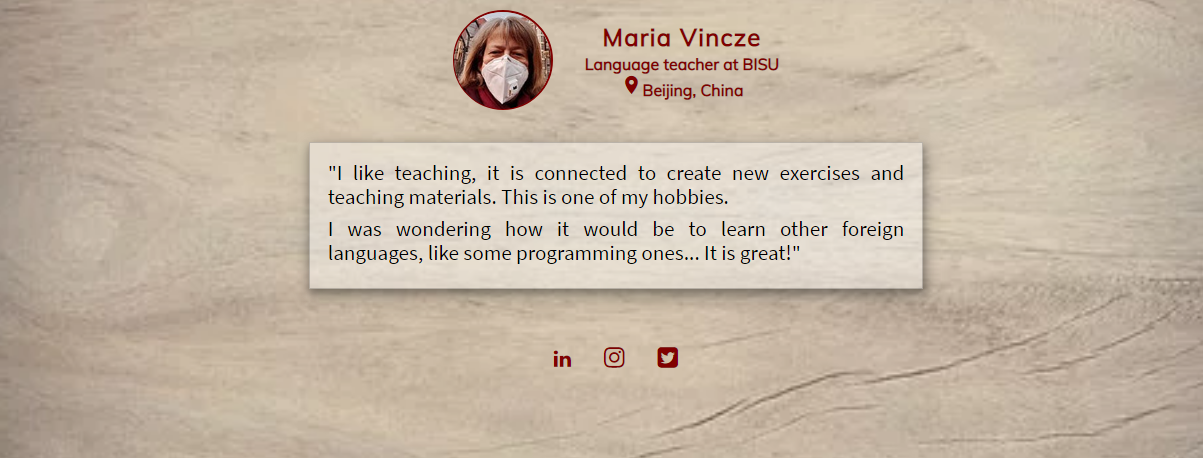 Maria Vincze
Language teacher at BISU
Beijing, China
"I like teaching, it is connected to create new exercises and
teaching materials. This is one of my hobbies.
I was wondering how it would be to learn other foreign
languages, like some programming ones... It is great!"
in